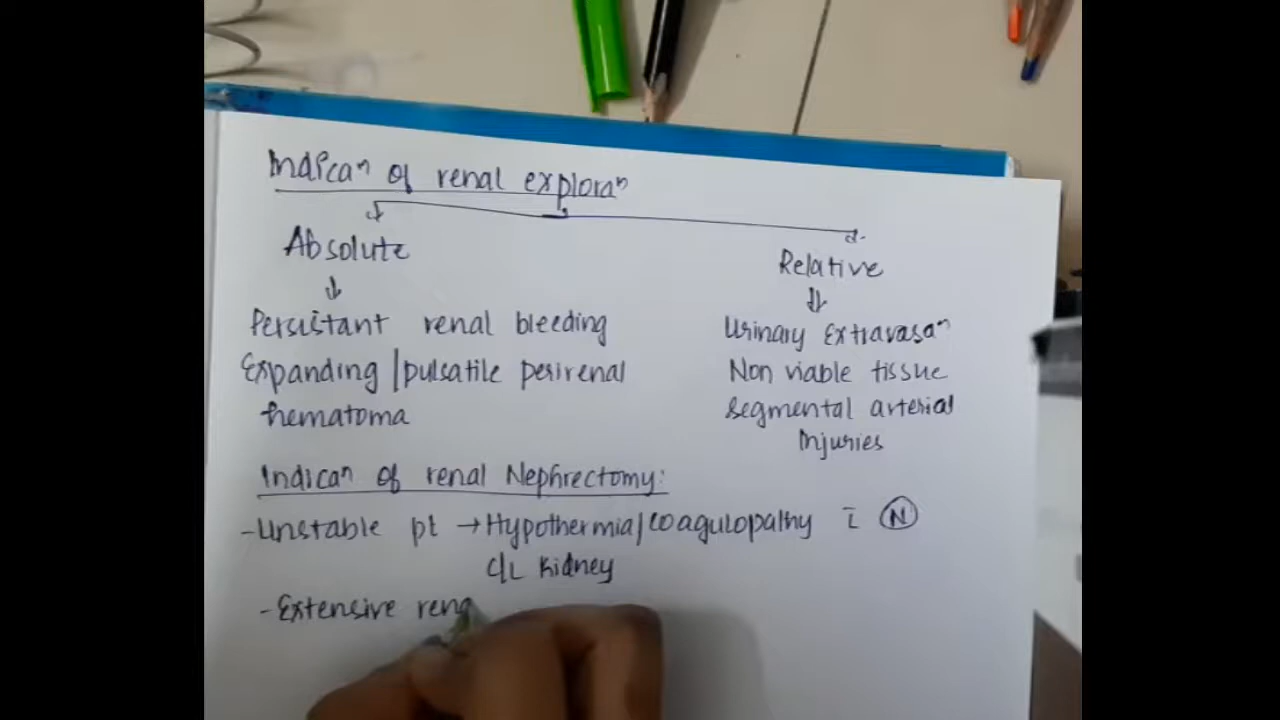 Indicaⁿ of renal exploraⁿ
Absolute
Persistant renal bleeding
Expanding/pulsatile perirenal
hematoma
Relative
Urinary Extravasaⁿ
Non viable tissue
Segmental arterial
Injuries
Indicaⁿ of renal Nephrectomy:
-Unstable pt → Hypothermia/coagulopathy c̄ Ⓝ
C/L Kidney
-Extensive rena